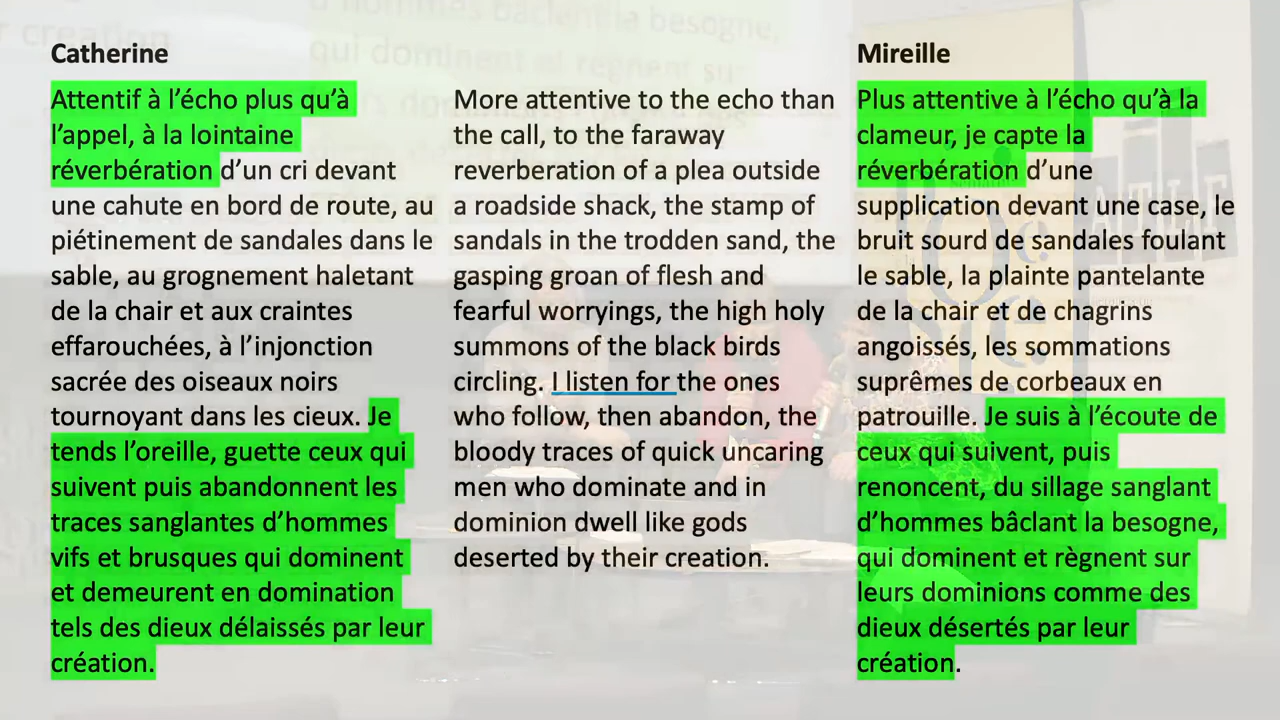 Catherine
Attentif à l’écho plus qu’à
l’appel, à la lointaine
réverbération d’un cri devant
une cahute en bord de route, au
piétinement de sandales dans le
sable, au grognement haletant
de la chair et aux craintes
effarouchées, à l’injonction
sacrée des oiseaux noirs
tournoyant dans les cieux. Je
tends l’oreille, guette ceux qui
suivent puis abandonnent les
traces sanglantes d’hommes
vifs et brusques qui dominent
et demeurent en domination
tels des dieux délaissés par leur
création.
More attentive to the echo than
the call, to the faraway
reverberation of a plea outside
a roadside shack, the stamp of
sandals in the trodden sand, the
gasping groan of flesh and
fearful worryings, the high holy
summons of the black birds
circling. I listen for the ones
who follow, then abandon, the
bloody traces of quick uncaring
men who dominate and in
dominion dwell like gods
deserted by their creation.
Mireille
Plus attentive à l’écho qu’à la
clameur, je capte la
réverbération d’une
supplication devant une case, le
bruit sourd de sandales foulant
le sable, la plainte pantelante
de la chair et de chagrins
angoissés, les sommations
suprêmes de corbeaux en
patrouille. Je suis à l’écoute de
ceux qui suivent, puis
renoncent, du sillage sanglant
d’hommes bâclant la besogne,
qui dominent et règnent sur
leurs dominions comme des
dieux désertés par leur
création.